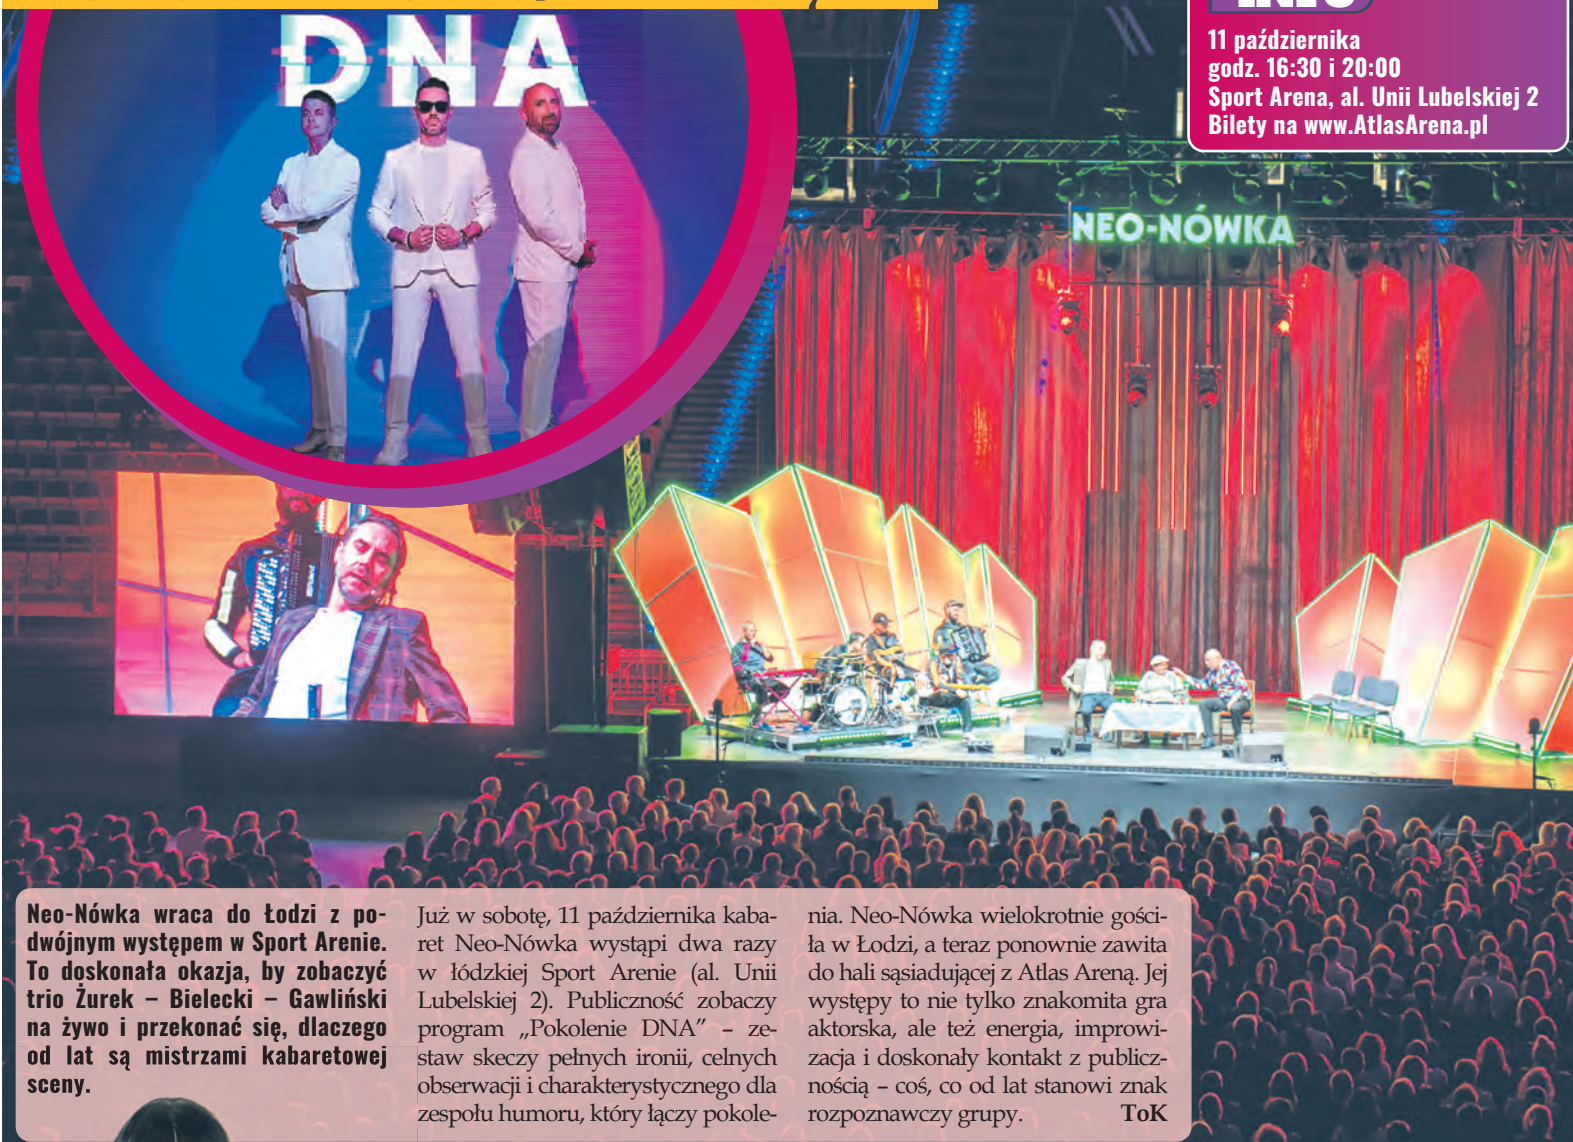 DNA
INFO
11 października
godz. 16:30 i 20:00
Sport Arena, al. Unii Lubelskiej 2
Bilety na www.AtlasArena.pl
NEO-NÓWKA
Neo-Nówka wraca do Łodzi z po-
dwójnym występem w Sport Arenie.
To doskonała okazja, by zobaczyć
trio Żurek – Bielecki – Gawliński
na żywo i przekonać się, dlaczego
od lat są mistrzami kabaretowej
sceny.
Już w sobotę, 11 października kaba-
ret Neo-Nówka wystąpi dwa razy
w łódzkiej Sport Arenie (al. Unii
Lubelskiej 2). Publiczność zobaczy
program „Pokolenie DNA” – ze-
staw skeczy pełnych ironii, celnych
obserwacji i charakterystycznego dla
zespołu humoru, który łączy pokole-
nia. Neo-Nówka wielokrotnie gości-
ła w Łodzi, a teraz ponownie zawita
do hali sąsiadującej z Atlas Areną. Jej
występy to nie tylko znakomita gra
aktorska, ale też energia, improwi-
zacja i doskonały kontakt z publicz-
nością – coś, co od lat stanowi znak
rozpoznawczy grupy. ToK